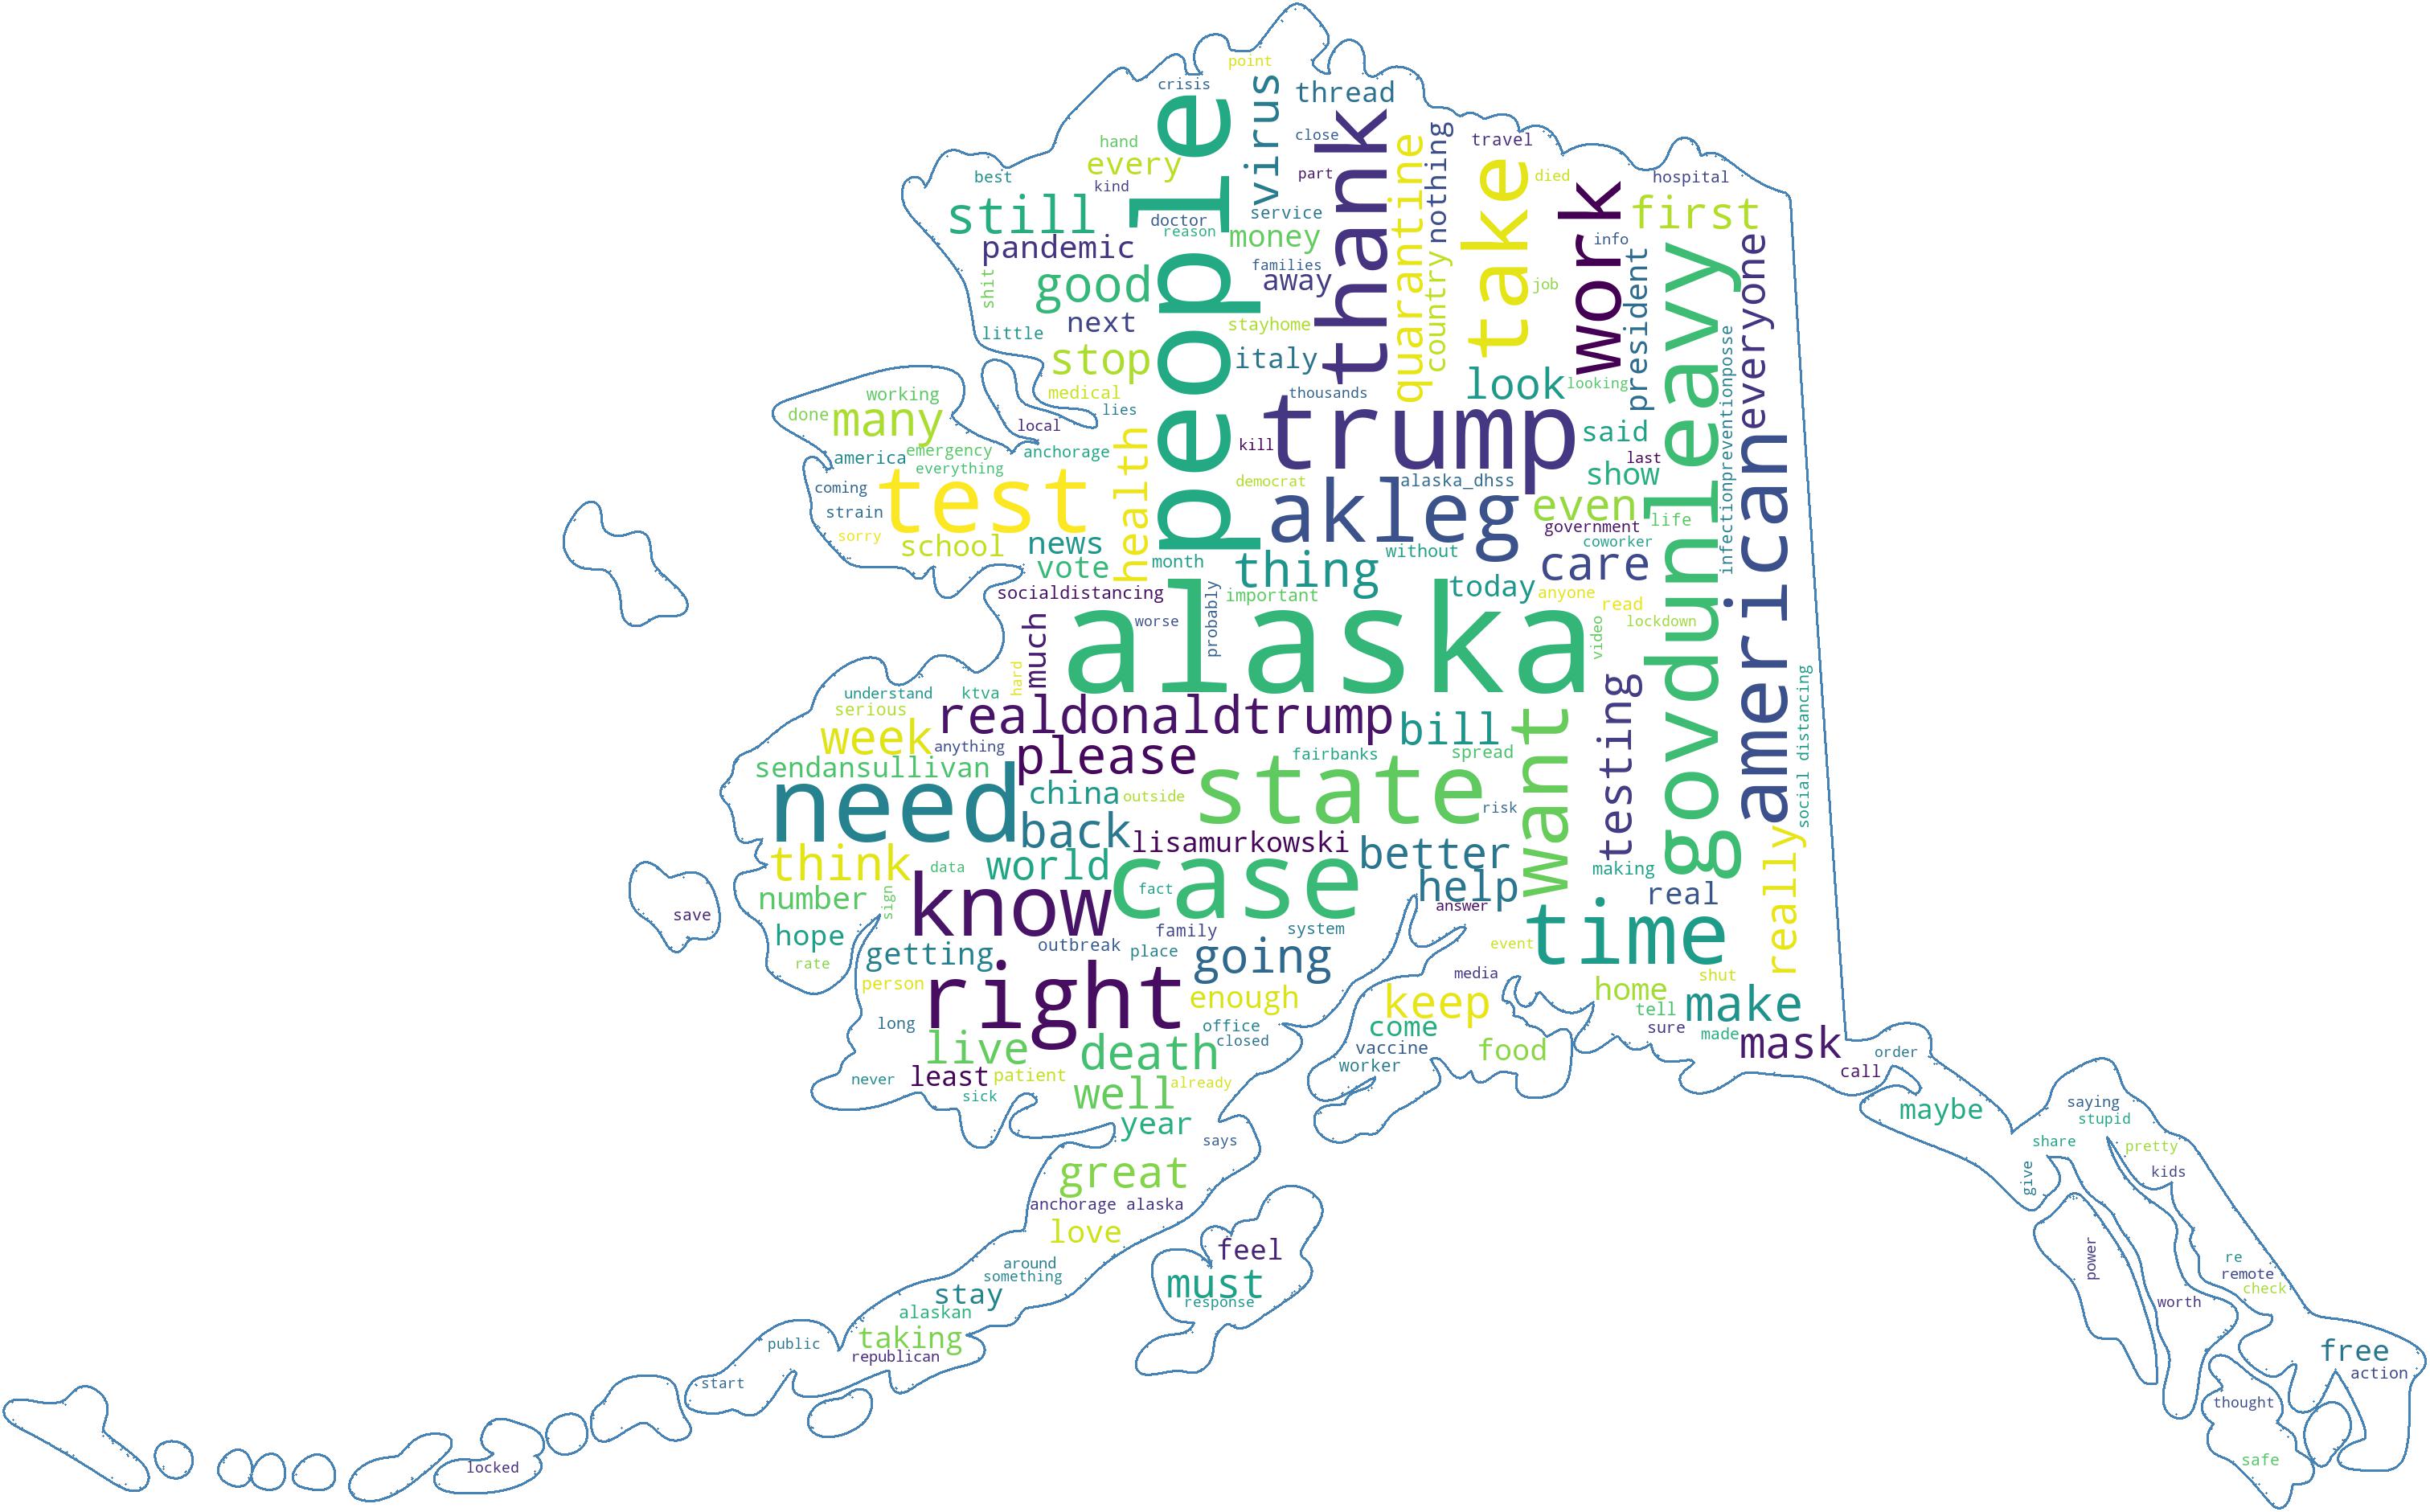 point
crisis
people
virus
thread
thank
close
hand
every
kind
best
still
pandemic
good
shit
next
little
stop
medical
lies
doctor
reason
service
money
families
away
stayhome
italy
part
thousands
quarantine
nothing
country
travel
take
died
job
work
hospital
first
info
president
everyone
look
looking
govdunleavy
infectionpreventionposse
american
working
done
many
local
america
emergency
everything
anchorage
coming
test
strain
sorry
school
news
vote
health
month
kill
trump
said
last
show
democrat
alaska_dhss
akleg
even
government
life
coworker
care
without
thing
today
anyone
read
lockdown
important
probably
socialdistancing
worse
much
hard
alaska
video
understand
ktva
serious
week
anything
realdonaldtrump
please
bill
fairbanks
spread
want
testing
social distancing
sendansullivan
need
china
outside
state
risk
back
lisamurkowski
better
think
data
world
case
fact
help
making
real
really
number
sign
know
answer
save
hope
rate
getting
outbreak
place
family
system
going
event
time
media
person
right
enough
keep
home
shut
tell
make
sure
made
mask
long
office
closed
come
vaccine
worker
food
live
death
order
call
never
least
patient
sick
well
already
year
says
maybe
saying
stupid
share
pretty
give
kids
great
anchorage alaska
love
feel
must
response
around
something
stay
alaskan
taking
republican
public
start
locked
power
worth
re
remote
check
free
action
thought
safe